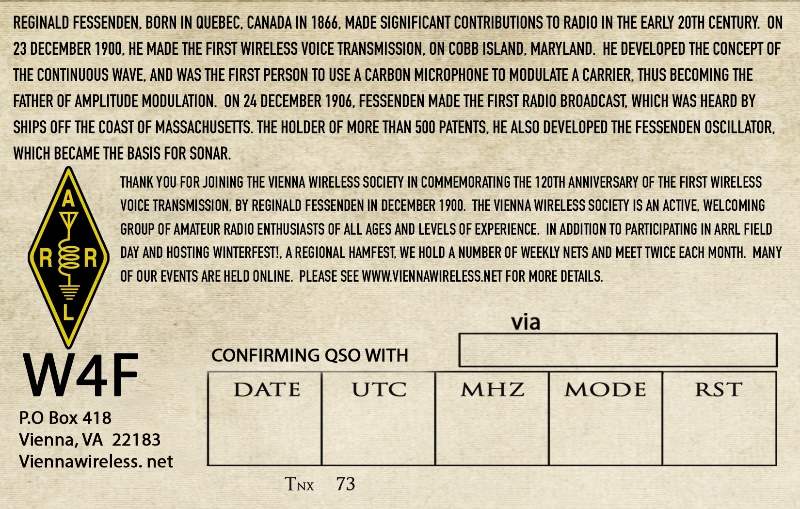 REGINALD FESSENDEN, BORN IN QUEBEC, CANADA IN 1866, MADE SIGNIFICANT CONTRIBUTIONS TO RADIO IN THE EARLY 20TH CENTURY. ON
23 DECEMBER 1900, HE MADE THE FIRST WIRELESS VOICE TRANSMISSION, ON COBB ISLAND, MARYLAND. HE DEVELOPED THE CONCEPT OF
THE CONTINUOUS WAVE, AND WAS THE FIRST PERSON TO USE A CARBON MICROPHONE TO MODULATE A CARRIER, THUS BECOMING THE
FATHER OF AMPLITUDE MODULATION. ON 24 DECEMBER 1906, FESSENDEN MADE THE FIRST RADIO BROADCAST, WHICH WAS HEARD BY
SHIPS OFF THE COAST OF MASSACHUSETTS. THE HOLDER OF MORE THAN 500 PATENTS, HE ALSO DEVELOPED THE FESSENDEN OSCILLATOR,
WHICH BECAME THE BASIS FOR SONAR.
THANK YOU FOR JOINING THE VIENNA WIRELESS SOCIETY IN COMMEMORATING THE 120TH ANNIVERSARY OF THE FIRST WIRELESS
VOICE TRANSMISSION, BY REGINALD FESSENDEN IN DECEMBER 1900. THE VIENNA WIRELESS SOCIETY IS AN ACTIVE, WELCOMING
GROUP OF AMATEUR RADIO ENTHUSIASTS OF ALL AGES AND LEVELS OF EXPERIENCE. IN ADDITION TO PARTICIPATING IN ARRL FIELD
DAY AND HOSTING WINTERFEST!, A REGIONAL HAMFEST, WE HOLD A NUMBER OF WEEKLY NETS AND MEET TWICE EACH MONTH. MANY
OF OUR EVENTS ARE HELD ONLINE. PLEASE SEE WWW.VIENNAWIRELESS.NET FOR MORE DETAILS.
A
R R
L
W4F
P.O Box 418
Vienna, VA 22183
Viennawireless. net
via
CONFIRMING QSO WITH
DATE UTC MHZ MODE RST
TNX 73